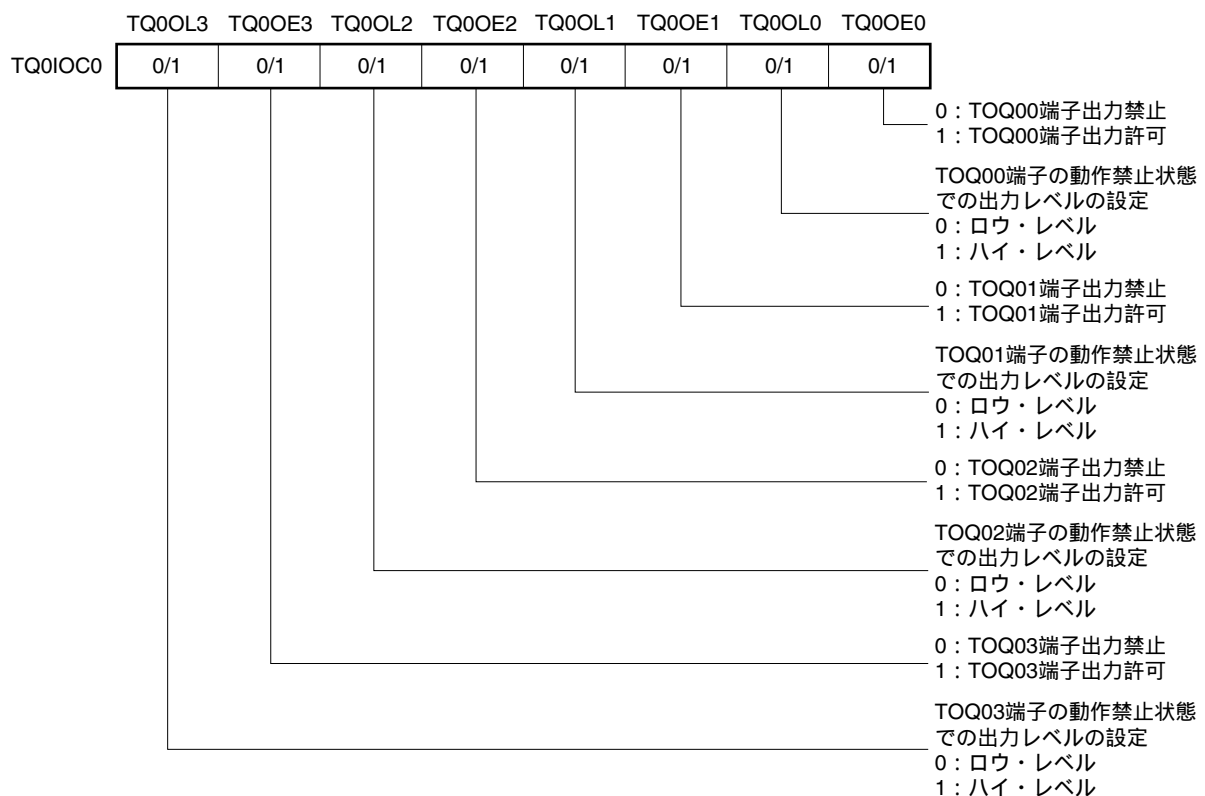 TQ0OL3 TQ0OE3 TQ0OL2 TQ0OE2 TQ0OL1 TQ0OE1 TQ0OL0 TQ0OE0
TQ0IOC0 0/1 0/1 0/1 0/1 0/1 0/1 0/1 0/1
0：TOQ00端子出力禁止
1：TOQ00端子出力許可
TOQ00端子の動作禁止状態
での出力レベルの設定
0：ロウ・レベル
1：ハイ・レベル
0：TOQ01端子出力禁止
1：TOQ01端子出力許可
TOQ01端子の動作禁止状態
での出力レベルの設定
0：ロウ・レベル
1：ハイ・レベル
0：TOQ02端子出力禁止
1：TOQ02端子出力許可
TOQ02端子の動作禁止状態
での出力レベルの設定
0：ロウ・レベル
1：ハイ・レベル
0：TOQ03端子出力禁止
1：TOQ03端子出力許可
TOQ03端子の動作禁止状態
での出力レベルの設定
0：ロウ・レベル
1：ハイ・レベル